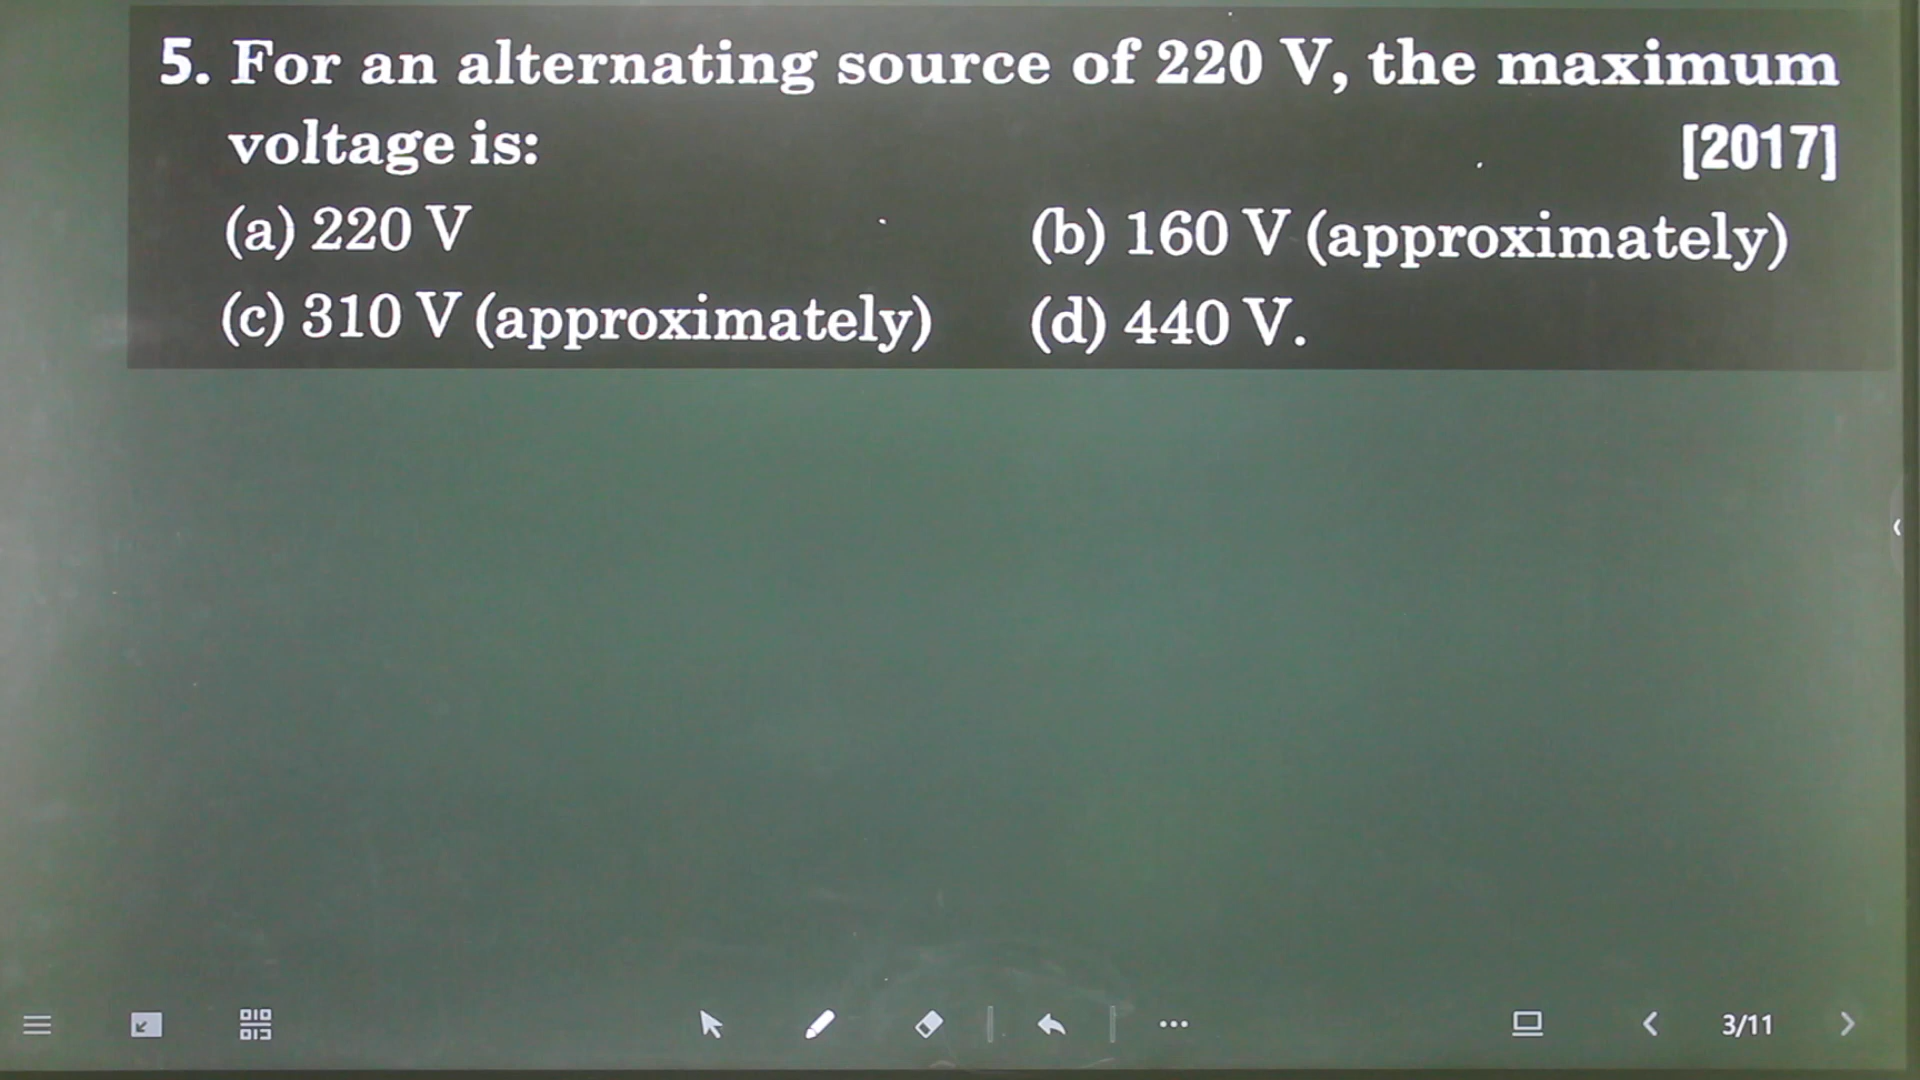 5. For an alternating source of 220 V, the maximum
voltage is: [2017]
(a) 220 V (b) 160 V (approximately)
(c) 310 V (approximately) (d) 440 V.
3/11